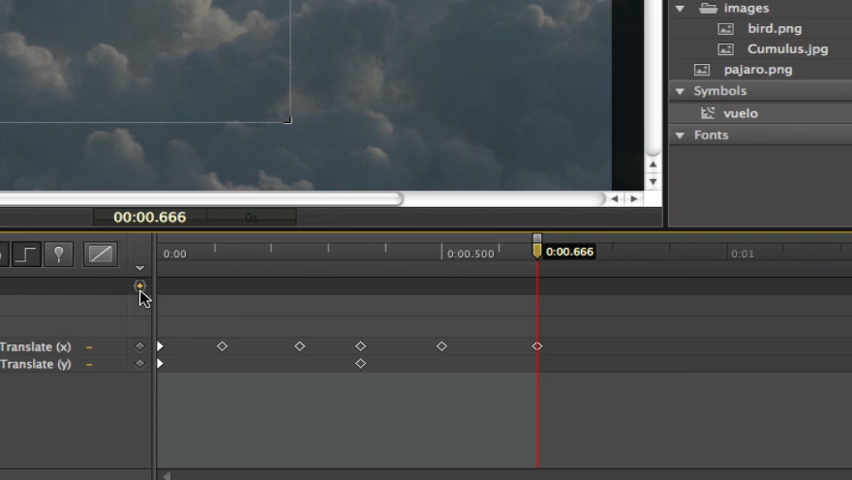 images
bird.png
Cumulus.jpg
pajaro.png
Symbols
vuelo
Fonts
00:00.666 0s
0:00 0:00.500 0:00.666 0:01
Translate (x)
Translate (y)